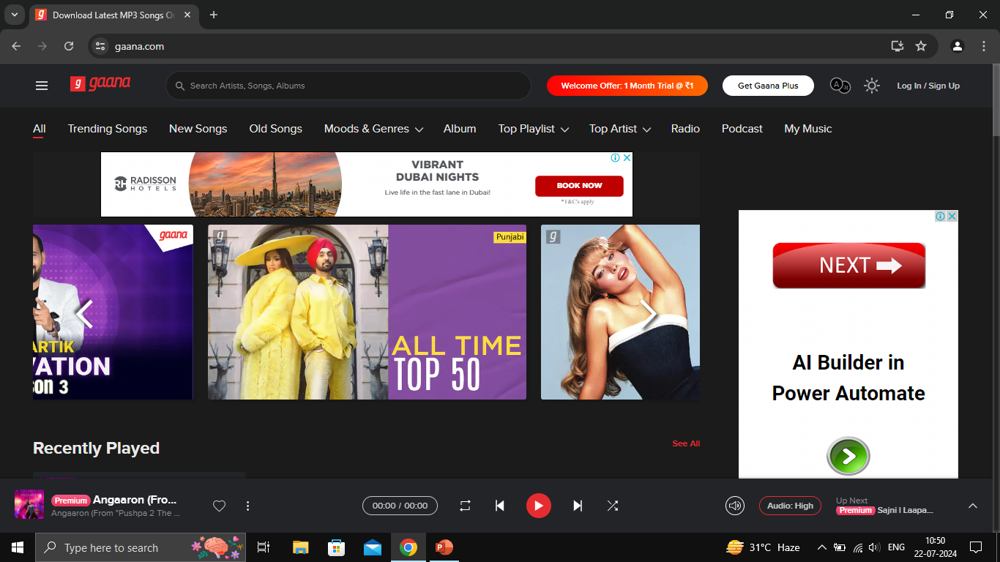 Download Latest MP3 Songs On
gaana.com
gaana
Search Artists, Songs, Albums
Welcome Offer: 1 Month Trial @ ₹1
Get Gaana Plus
Log In / Sign Up
All
Trending Songs
New Songs
Old Songs
Moods & Genres
Album
Top Playlist
Top Artist
Radio
Podcast
My Music
RH RADISSON
HOTELS
VIBRANT
DUBAI NIGHTS
Live life in the fast lane in Dubai!
BOOK NOW
*T&C's apply
gaana
ARTIK
VATION
on 3
Punjabi
ALL TIME
TOP 50
NEXT
AI Builder in
Power Automate
Recently Played
See All
Premium Angaaron (Fro...
Angaaron (From "Pushpa 2 The ...
00:00 / 00:00
Audio: High
Up Next
Premium Sajni | Laapa...
Type here to search
31°C Haze
ENG
10:50
22-07-2024